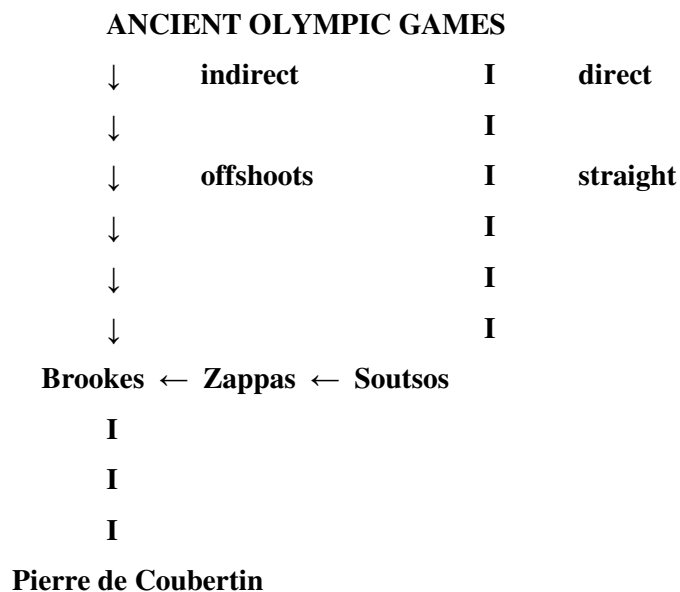 ANCIENT OLYMPIC GAMES
↓ indirect I direct
↓ I
↓ offshoots I straight
↓ I
↓ I
↓ I
Brookes ← Zappas ← Soutsos
I
I
I
Pierre de Coubertin